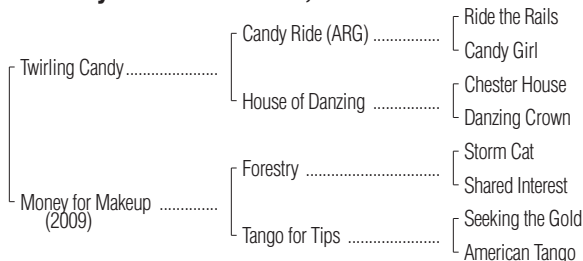 Ride the Rails
Candy Ride (ARG) ................
Candy Girl
Twirling Candy ......................
Chester House
House of Danzing ................
Danzing Crown
Storm Cat
Forestry ................................
Shared Interest
Money for Makeup ..............
(2009)
Seeking the Gold
Tango for Tips ......................
American Tango